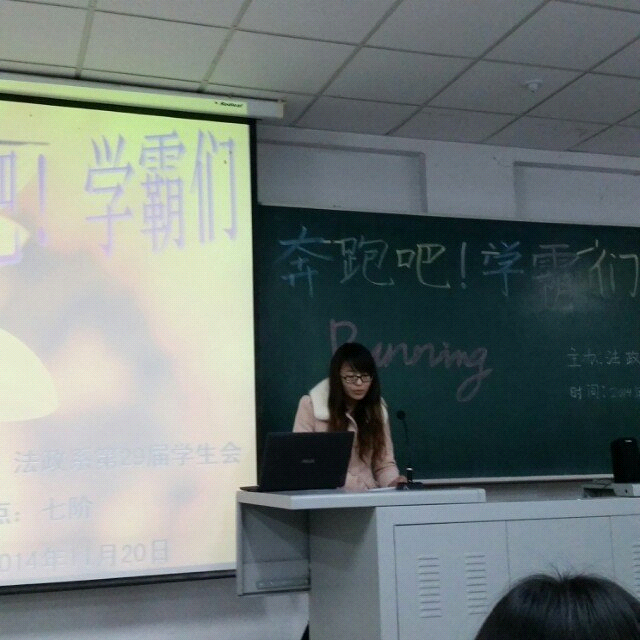 吧！学霸们
法政系第29届学生会
点：七阶
2014年11月20日
奔跑吧！学霸们
Running
主办:法政
时间:
ASUS